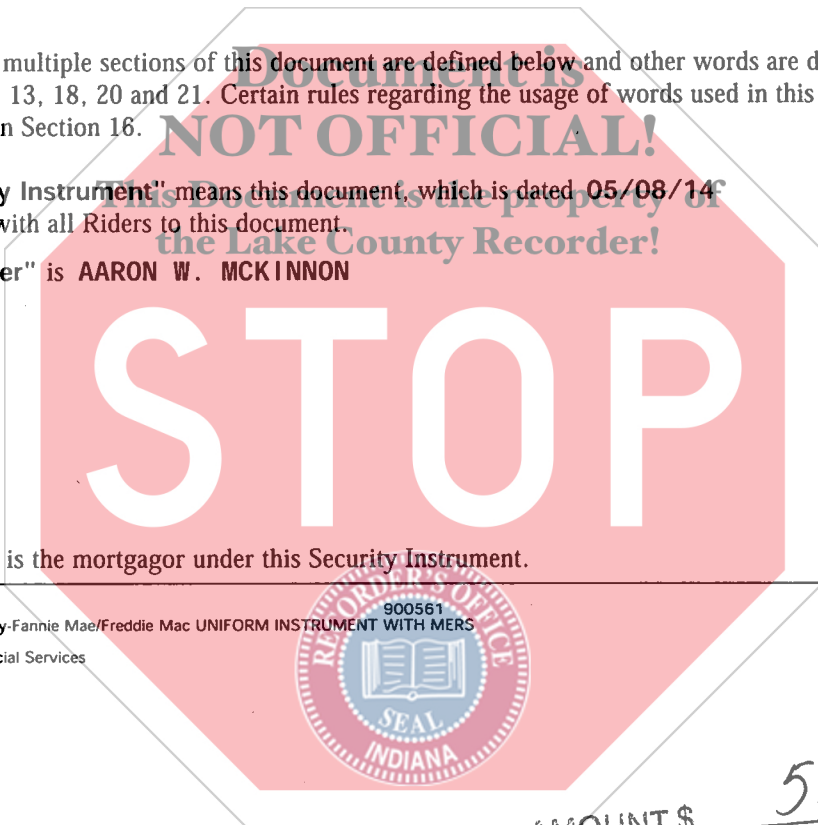 multiple sections of this document are defined below and other words are d
13, 18, 20 and 21. Certain rules regarding the usage of words used in this
n Section 16.
Document is
NOT OFFICIAL!
This Document is the property of
the Lake County Recorder!
y Instrument" means this document, which is dated 05/08/14
with all Riders to this document.
er" is AARON W. MCKINNON
STOP
is the mortgagor under this Security Instrument.
900561
y-Fannie Mae/Freddie Mac UNIFORM INSTRUMENT WITH MERS
cial Services
RECORDER'S OFFICE
SEAL
INDIANA
AMOUNT $ 5